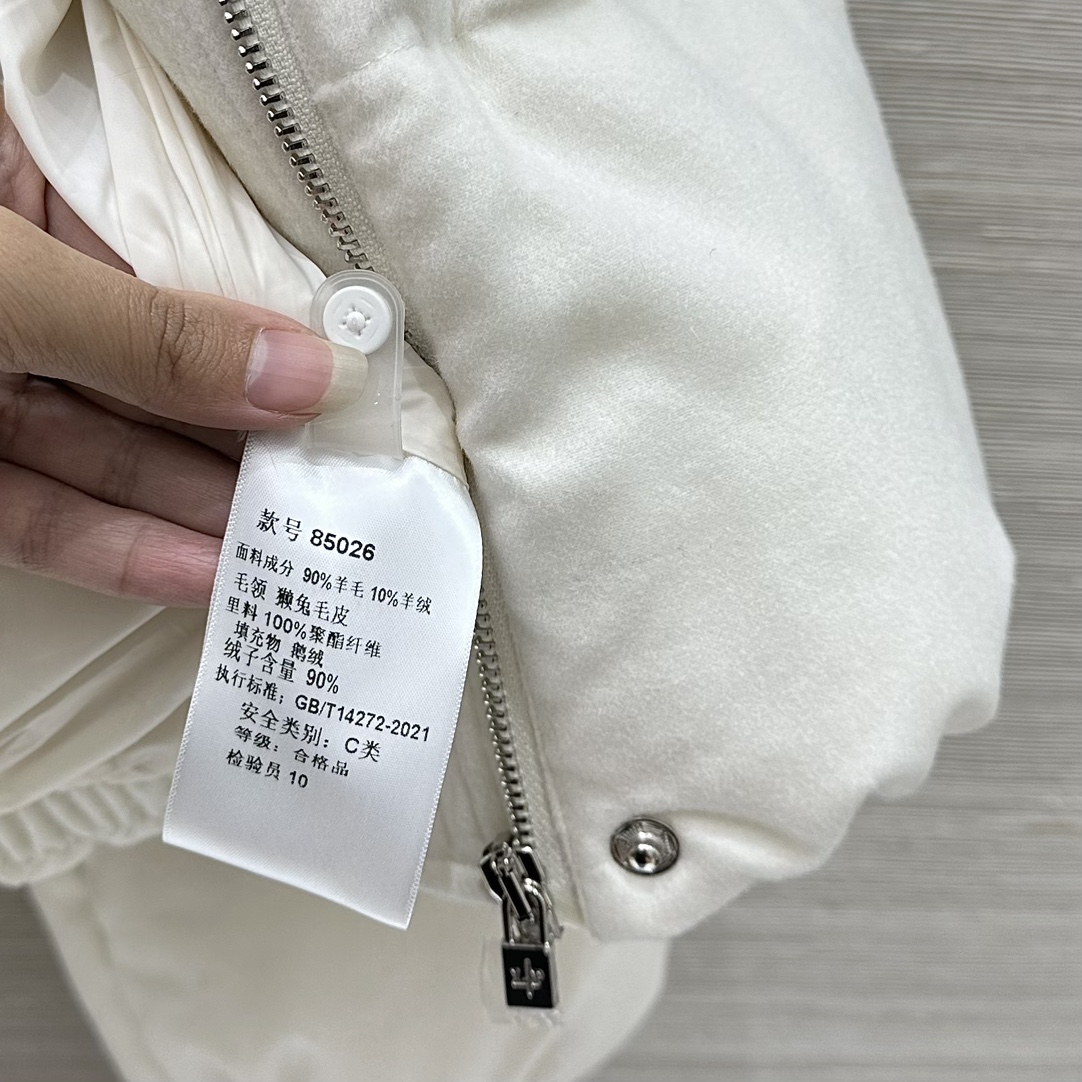 款号 85026
面料成分 90%羊毛 10%羊绒
毛领 獭兔毛皮
里料 100%聚酯纤维
填充物 鹅绒
绒子含量 90%
执行标准: GB/T14272-2021
安全类别: C类
等级: 合格品
检验员 10